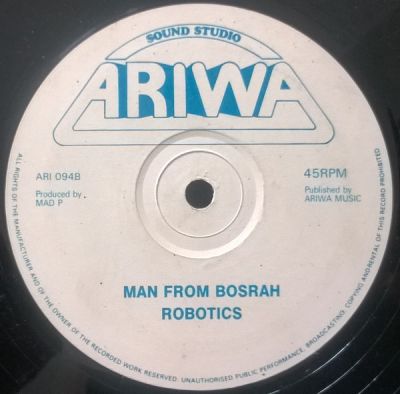 SOUND STUDIO
ARIWA
ARI 094B
Produced by
MAD P
45RPM
Published by
ARIWA MUSIC
MAN FROM BOSRAH
ROBOTICS
ALL RIGHTS OF THE MANUFACTURER AND OF THE OWNER OF THE RECORDED WORK RESERVED. UNAUTHORISED PUBLIC PERFORMANCE, BROADCASTING, COPYING AND RENTAL OF THIS RECORD PROHIBITED